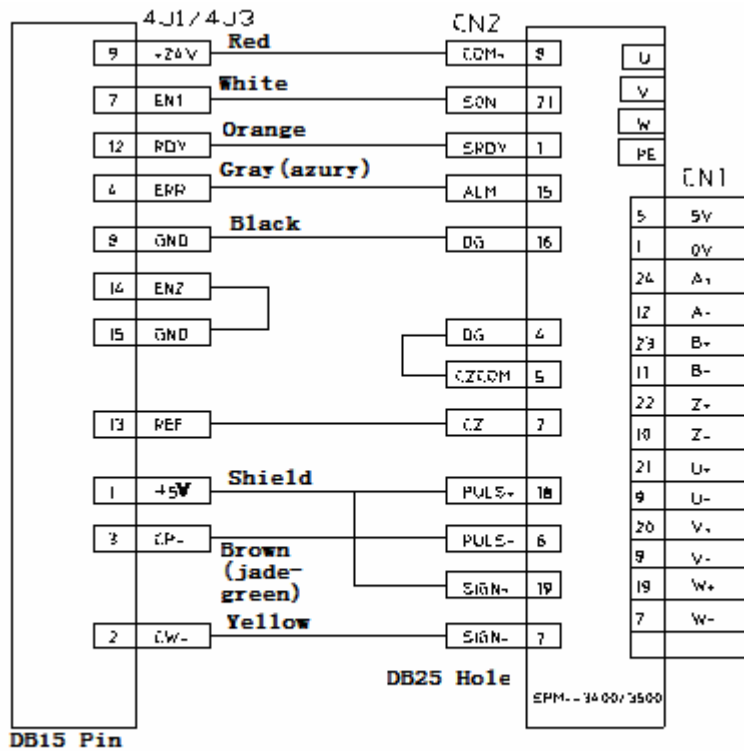 4J1/4J3
CN2
9 +24V Red COM+ 8
U
7 EN1 White SON 21
V
12 RDY Orange SRDY 1
W
4 ERR Gray(azury) ALM 15
PE
CN1
GND Black DG 16
5 5V
1 0V
14 EN2
24 A+
15 GND
12 A-
DG 4
23 B+
CZCOM 5
11 B-
22 Z+
13 REF CZ
10 Z-
21 U+
1 +5V Shield PULS+ 18
9 U-
20 V+
3 CP- PULS- 6
V-
Brown
(jade-
green)
SIGN+ 19
19 W+
7 W-
2 CW- Yellow SIGN- 7
DB25 Hole
DB15 Pin